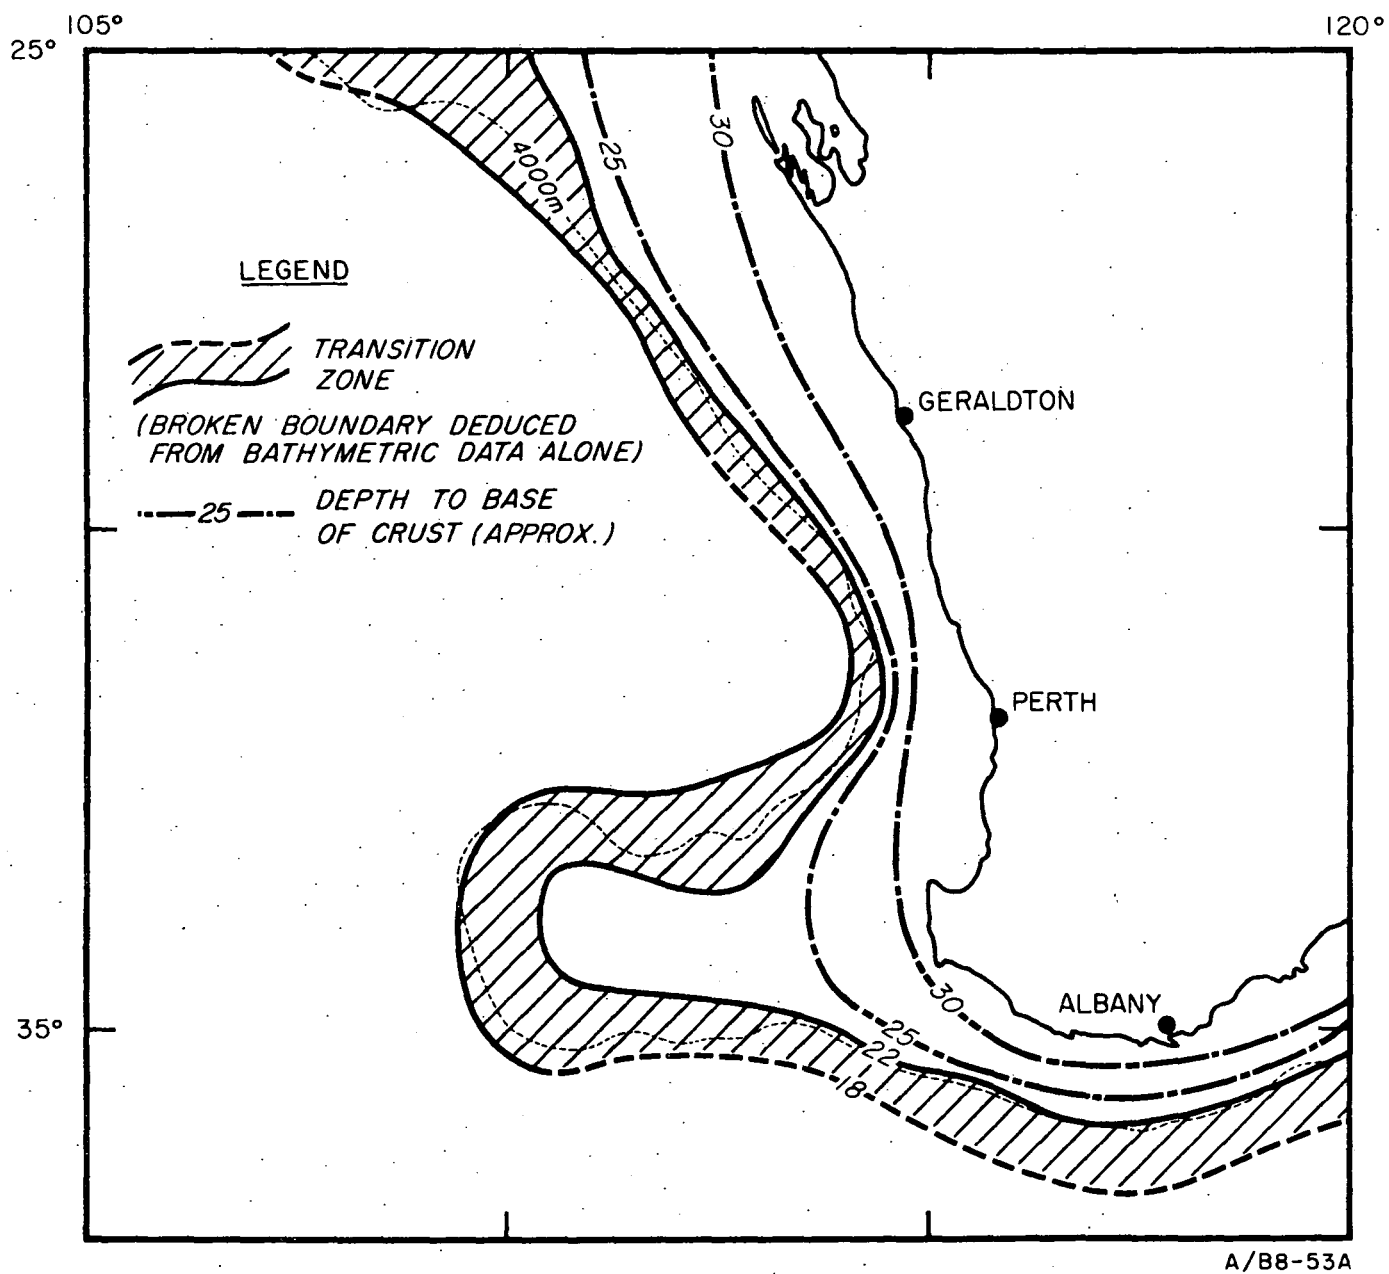 105°
120°
25°
30
25
4000m
LEGEND
TRANSITION
ZONE
GERALDTON
(BROKEN BOUNDARY DEDUCED
FROM BATHYMETRIC DATA ALONE)
25
DEPTH TO BASE
OF CRUST (APPROX.)
PERTH
30
ALBANY
35°
25
22
18
A/B8-53A